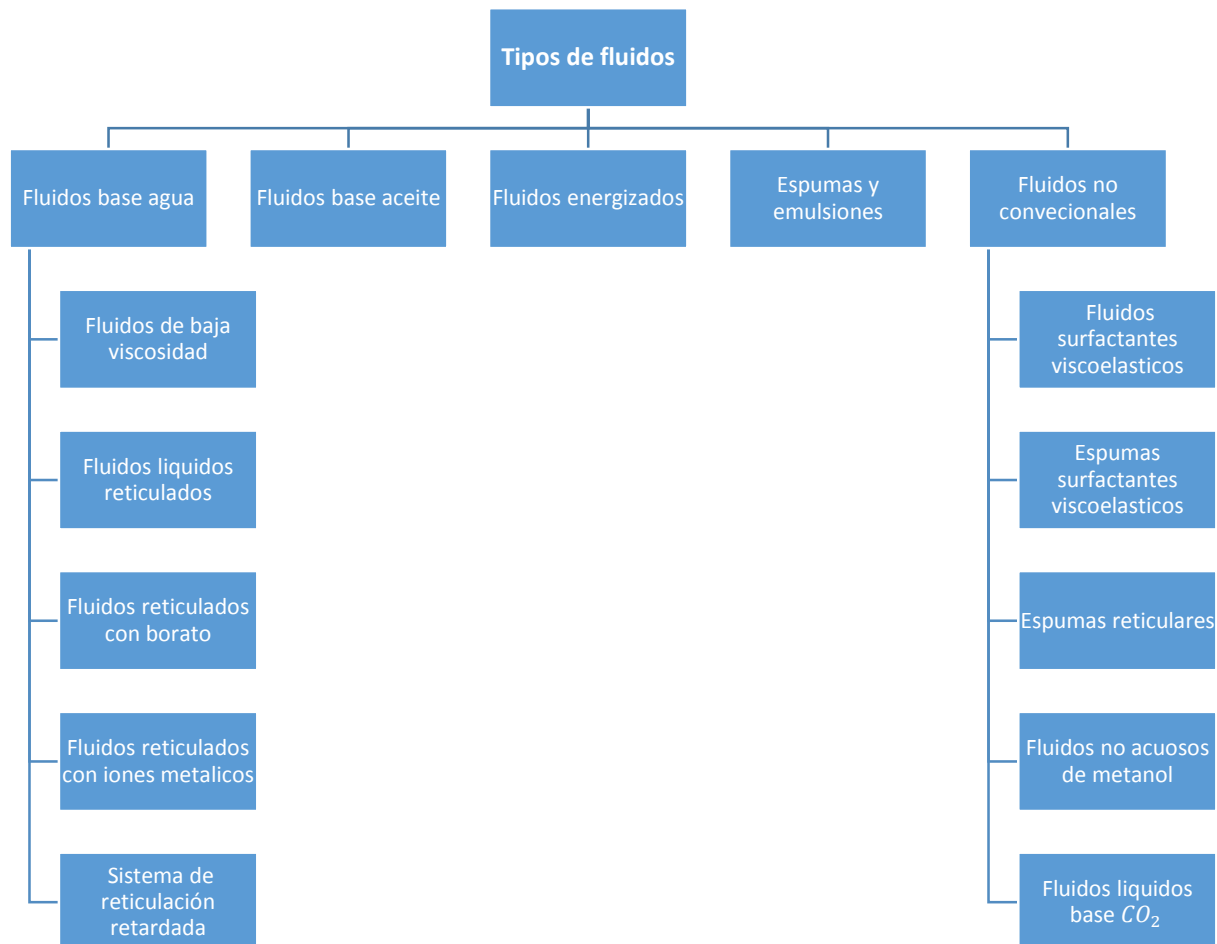 Tipos de fluidos
Fluidos base agua
Fluidos base aceite
Fluidos energizados
Espumas y
emulsiones
Fluidos no
convecionales
Fluidos de baja
viscosidad
Fluidos liquidos
reticulados
Fluidos reticulados
con borato
Fluidos reticulados
con iones metalicos
Sistema de
reticulación
retardada
Fluidos
surfactantes
viscoelasticos
Espumas
surfactantes
viscoelasticos
Espumas reticulares
Fluidos no acuosos
de metanol
Fluidos liquidos
base CO₂